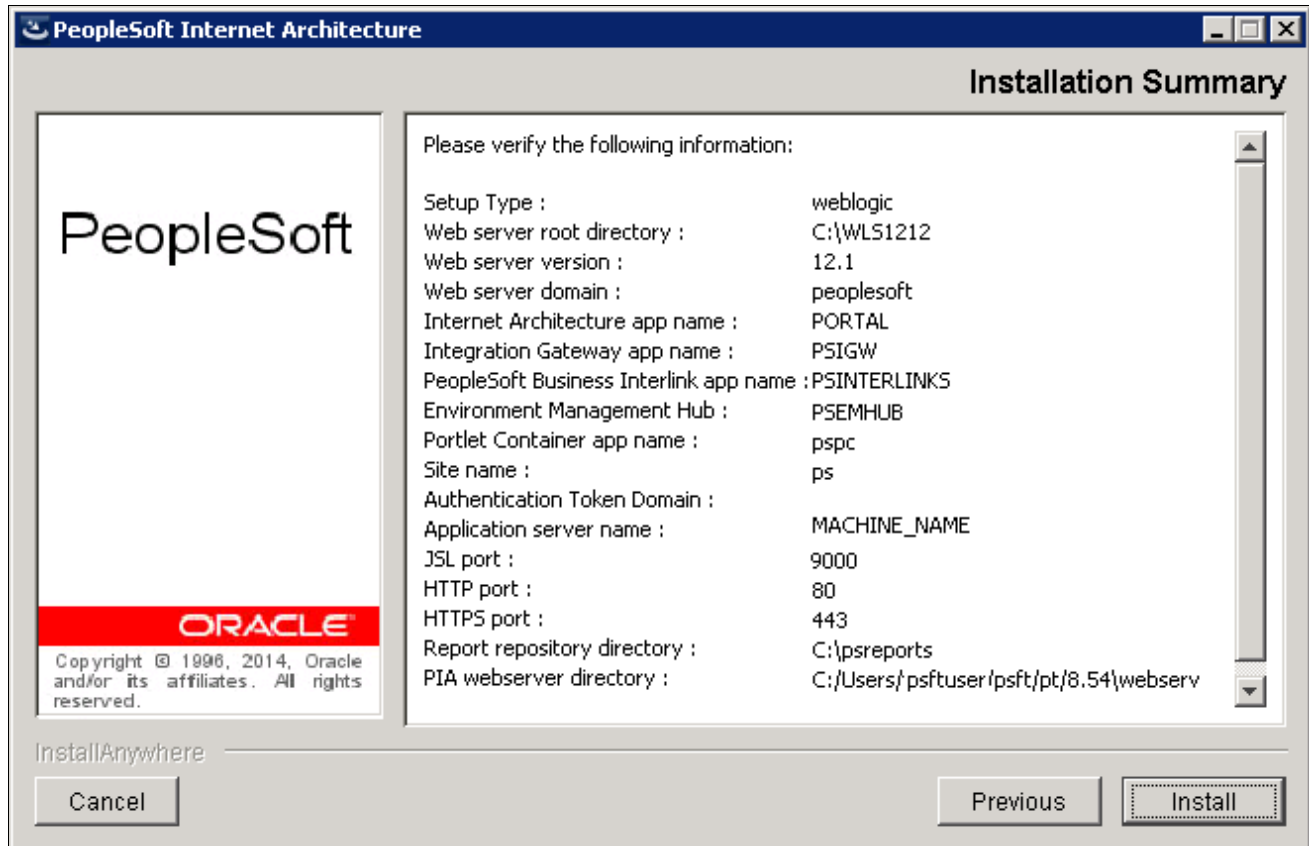 PeopleSoft Internet Architecture
Installation Summary
PeopleSoft
ORACLE
Copyright © 1996, 2014, Oracle
and/or its affiliates. All rights
reserved.
Please verify the following information:
Setup Type : weblogic
Web server root directory : C:\WLS1212
Web server version : 12.1
Web server domain : peoplesoft
Internet Architecture app name : PORTAL
Integration Gateway app name : PSIGW
PeopleSoft Business Interlink app name : PSINTERLINKS
Environment Management Hub : PSEMHUB
Portlet Container app name : pspc
Site name : ps
Authentication Token Domain :
Application server name : MACHINE_NAME
JSL port : 9000
HTTP port : 80
HTTPS port : 443
Report repository directory : C:\psreports
PIA webserver directory : C:/Users/psftuser/psft/pt/8.54\webserv
InstallAnywhere
Cancel
Previous
Install